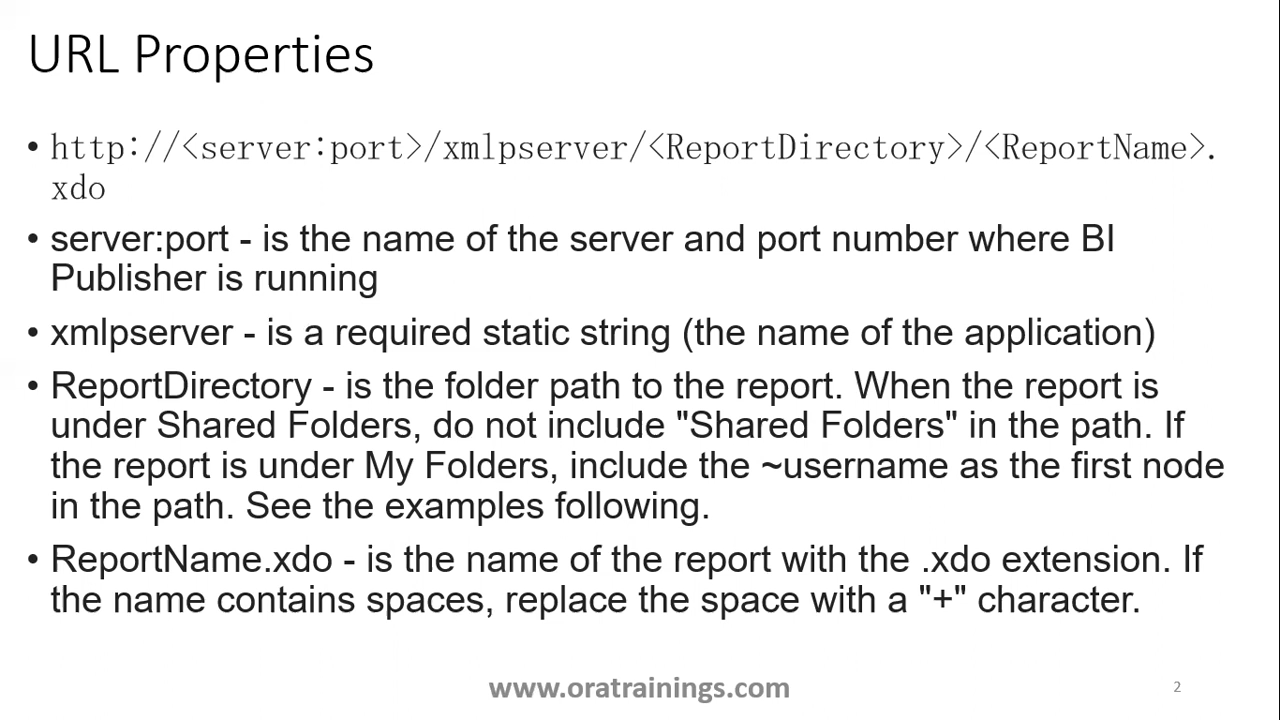 URL Properties
• http://<server:port>/xmlpserver/<ReportDirectory>/<ReportName>.
xdo
• server:port - is the name of the server and port number where BI
Publisher is running
• xmlpserver - is a required static string (the name of the application)
• ReportDirectory - is the folder path to the report. When the report is
under Shared Folders, do not include "Shared Folders" in the path. If
the report is under My Folders, include the ~username as the first node
in the path. See the examples following.
• ReportName.xdo - is the name of the report with the .xdo extension. If
the name contains spaces, replace the space with a "+" character.
www.oratrainings.com
2